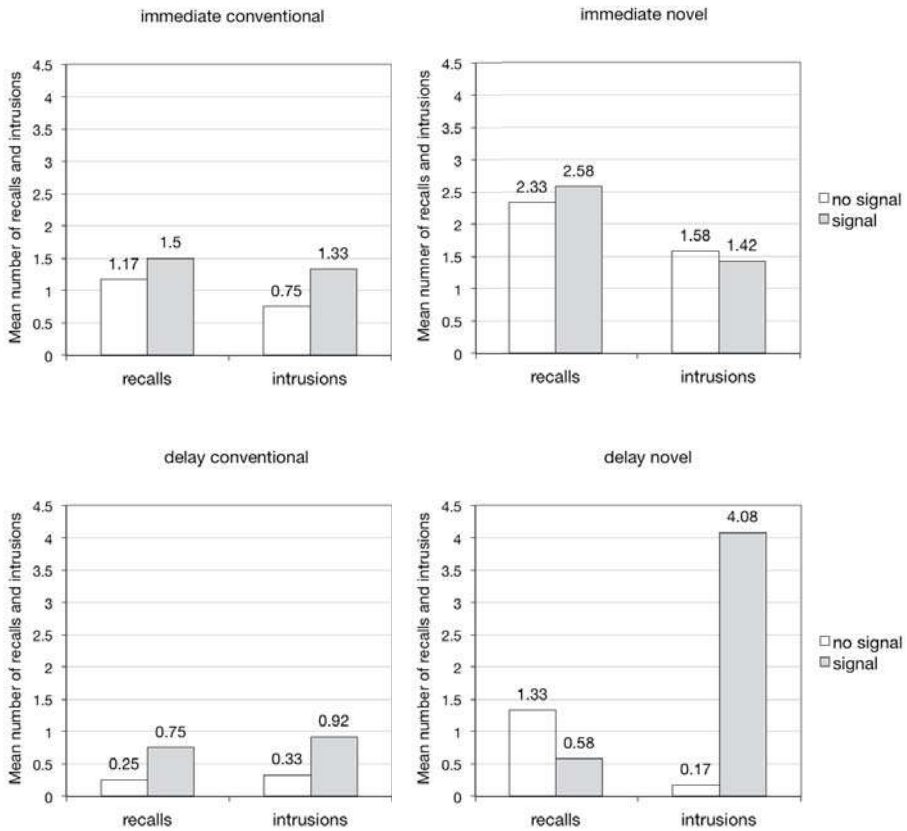 immediate conventional
Mean number of recalls and intrusions
4.5
4
3.5
3
2.5
2
1.5
1
0.5
0
1.17
1.5
0.75
1.33
recalls
intrusions
immediate novel
Mean numner of recalls and intrusions
4.5
4
3.5
3
2.5
2
1.5
1
0.5
0
2.33
2.58
1.58
1.42
recalls
intrusions
no signal
signal
delay conventional
Mean number of recalls and intrusions
4.5
4
3.5
3
2.5
2
1.5
1
0.5
0
0.25
0.75
0.33
0.92
recalls
intrusions
delay novel
Mean number of recalls and intrusions
4.5
4
3.5
3
2.5
2
1.5
1
0.5
0
1.33
0.58
0.17
4.08
recalls
intrusions
no signal
signal